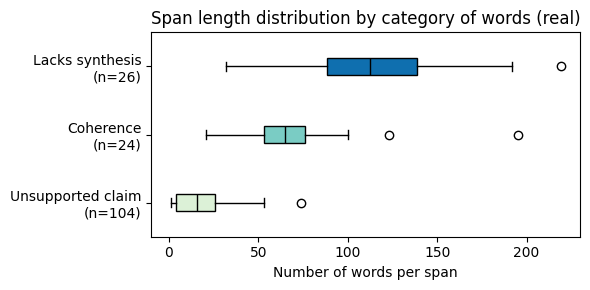 Span length distribution by category of words (real)
Lacks synthesis
(n=26)
Coherence
(n=24)
Unsupported claim
(n=104)
0 50 100 150 200
Number of words per span